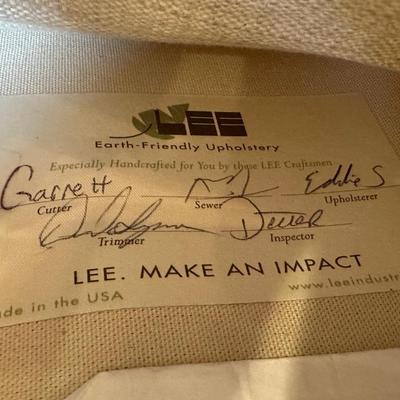 LEE
Earth-Friendly Upholstery
Especially Handcrafted for You by these LEE Craftsmen
Garrett Eddie S
Cutter Sewer Upholsterer
Trimmer Inspector
LEE. MAKE AN IMPACT
ade in the USA www.leeindustr